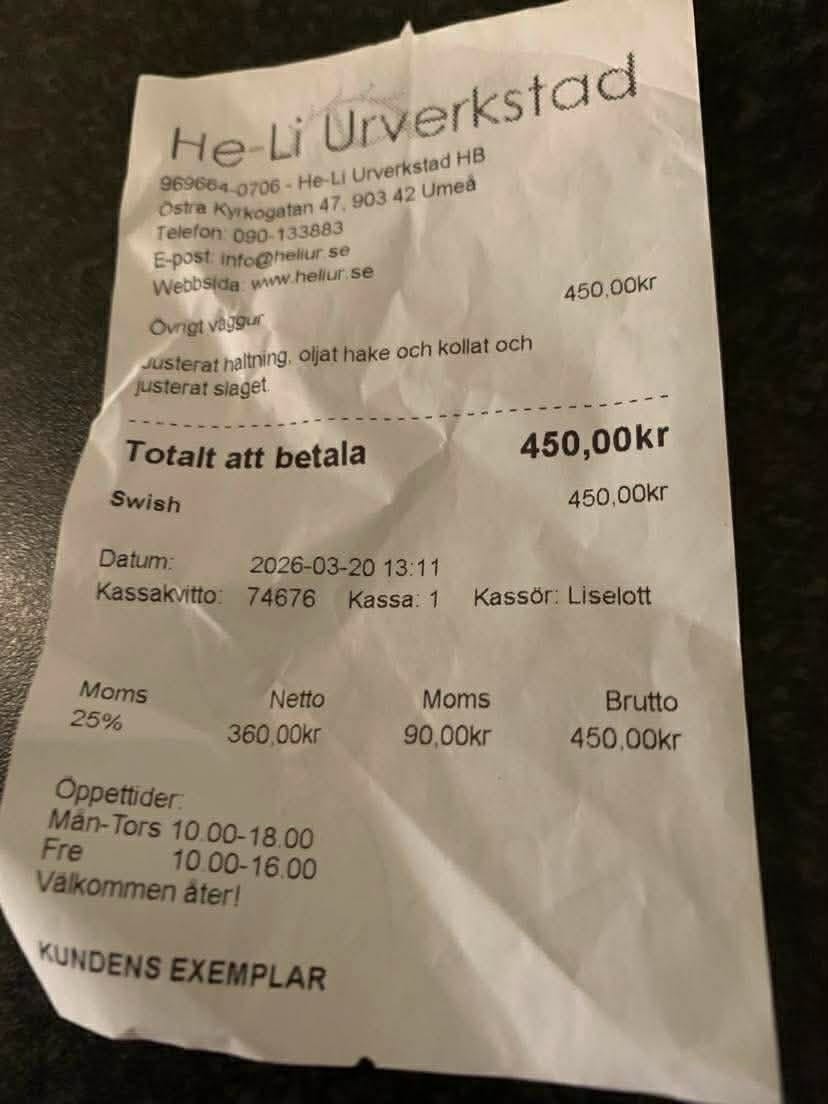 He-Li Urverkstad
969664-0706 - He-Li Urverkstad HB
Östra Kyrkogatan 47, 903 42 Umeå
Telefon: 090-133883
E-post: info@heliur.se
Webbsida: www.heliur.se
Övrigt väggur 450,00kr
Justerat haltning, oljat hake och kollat och
justerat slaget.
Totalt att betala 450,00kr
Swish 450,00kr
Datum: 2026-03-20 13:11
Kassakvitto: 74676 Kassa: 1 Kassör: Liselott
Moms Netto Moms Brutto
25% 360,00kr 90,00kr 450,00kr
Öppettider:
Mån-Tors 10.00-18.00
Fre 10.00-16.00
Välkommen åter!
KUNDENS EXEMPLAR